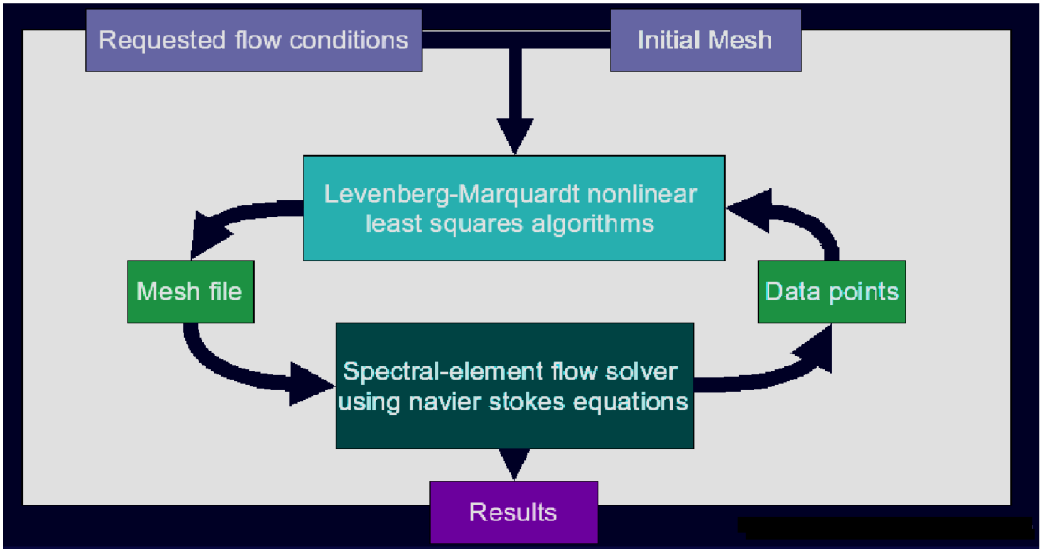 Requested flow conditions
Initial Mesh
Levenberg-Marquardt nonlinear
least squares algorithms
Mesh file
Data points
Spectral-element flow solver
using navier stokes equations
Results